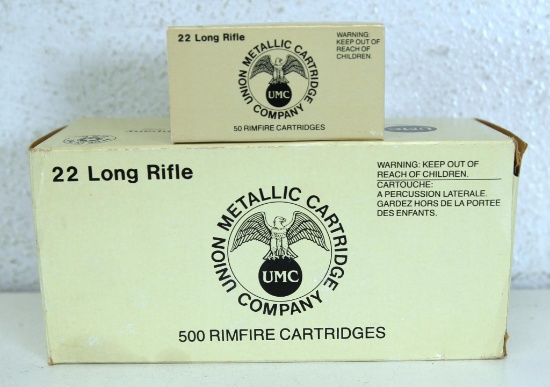 22 Long Rifle
WARNING:
KEEP OUT OF
REACH OF
CHILDREN.
UNION METALLIC CARTRIDGE
COMPANY
UMC
50 RIMFIRE CARTRIDGES
UMC
22 Long Rifle
WARNING: KEEP OUT OF
REACH OF CHILDREN.
CARTOUCHE:
A PERCUSSION LATERALE.
GARDEZ HORS DE LA PORTEE
DES ENFANTS.
UNION METALLIC CARTRIDGE
COMPANY
UMC
500 RIMFIRE CARTRIDGES